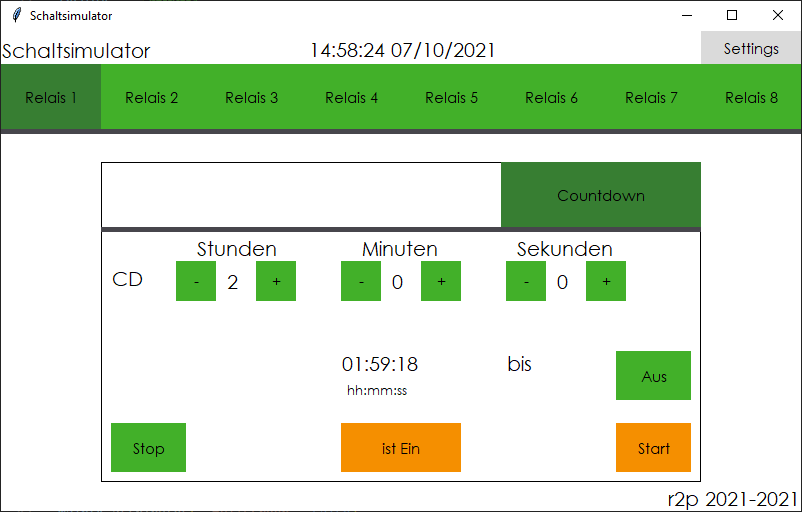 Schaltsimulator
Schaltsimulator 14:58:24 07/10/2021 Settings
Relais 1 Relais 2 Relais 3 Relais 4 Relais 5 Relais 6 Relais 7 Relais 8
Countdown
Stunden Minuten Sekunden
CD - 2 + - 0 + - 0 +
01:59:18 bis Aus
hh:mm:ss
Stop ist Ein Start
r2p 2021-2021